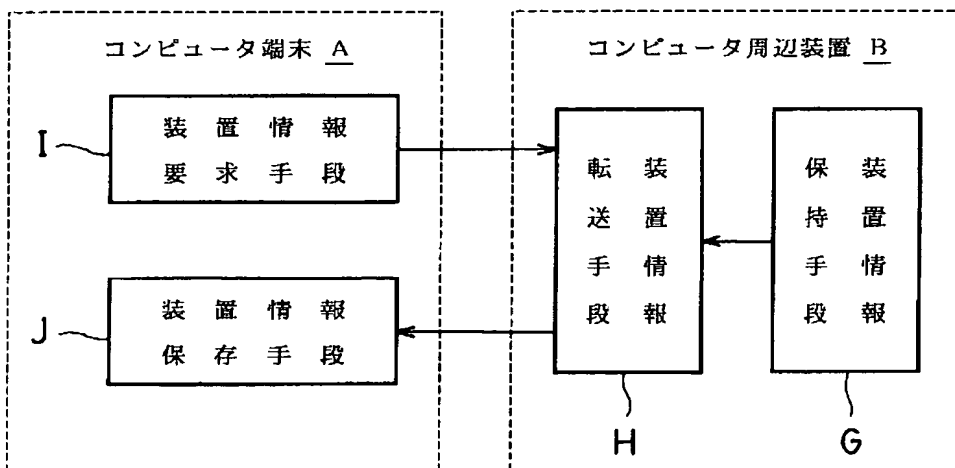 コンピュータ端末 A
I
装置情報
要求手段
J
装置情報
保存手段
コンピュータ周辺装置 B
装置情報
転送手段
H
装置情報
保持手段
G